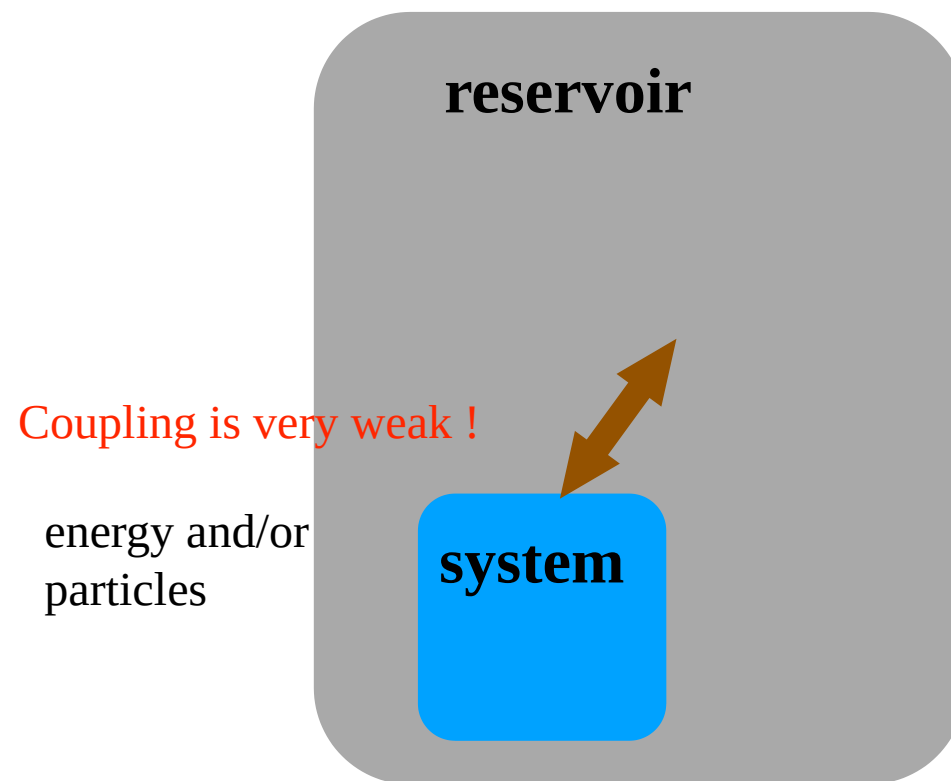 reservoir
Coupling is very weak !
energy and/or
particles
system